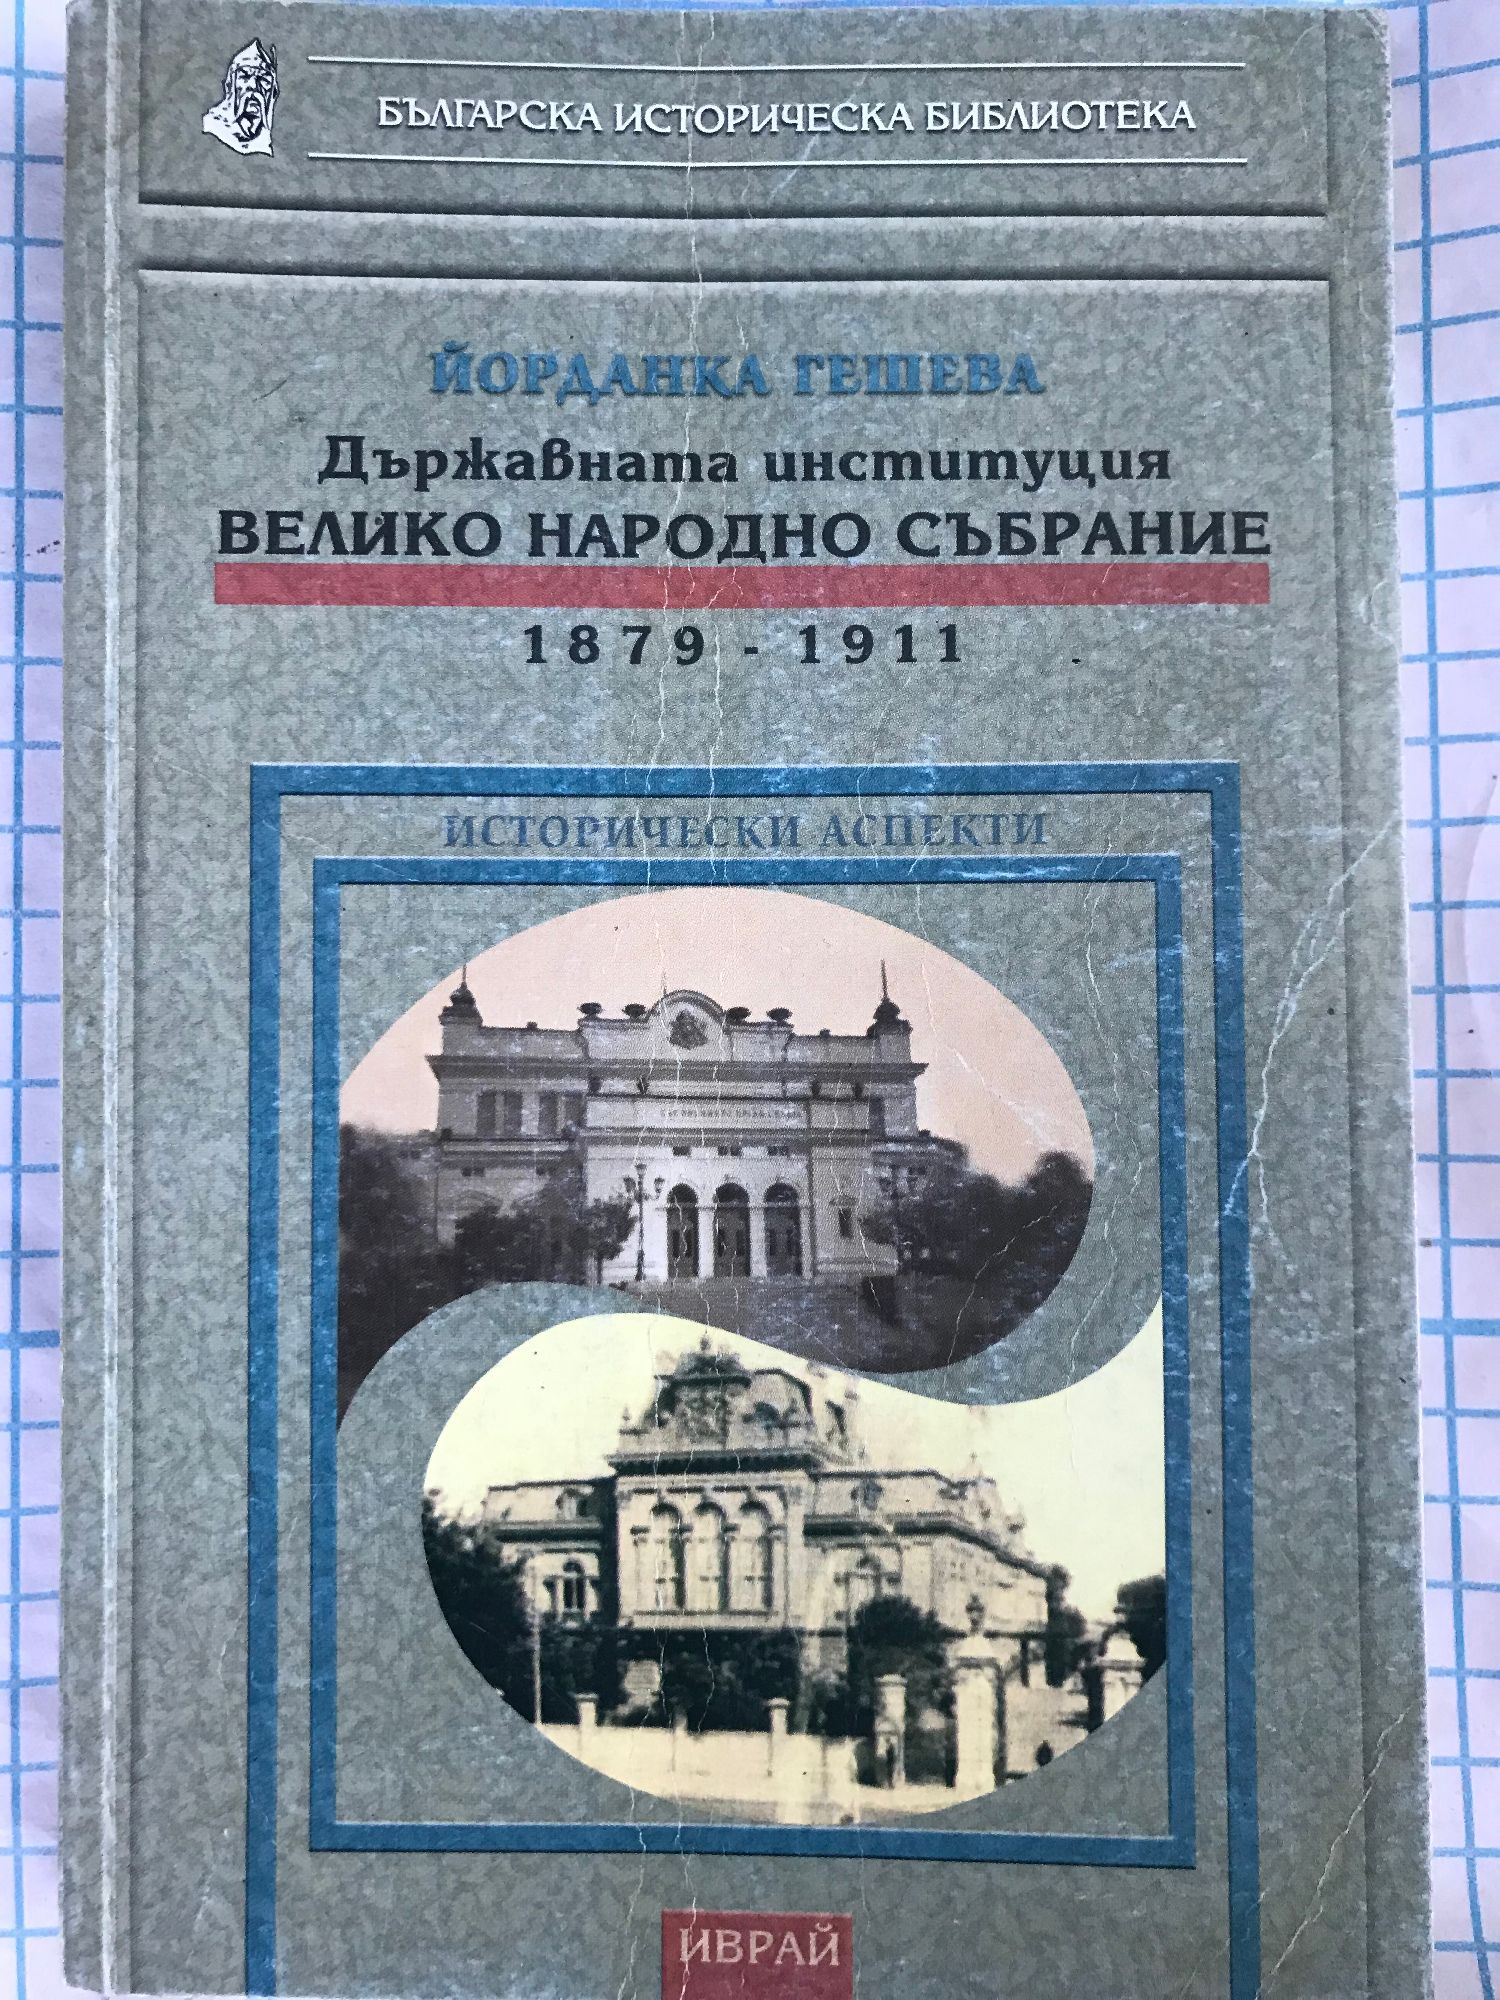 БЪЛГАРСКА ИСТОРИЧЕСКА БИБЛИОТЕКА
ЙОРДАНКА ГЕШЕВА
Държавната институция
ВЕЛИКО НАРОДНО СЪБРАНИЕ
1879 - 1911
ИСТОРИЧЕСКИ АСПЕКТИ
ИВРАЙ